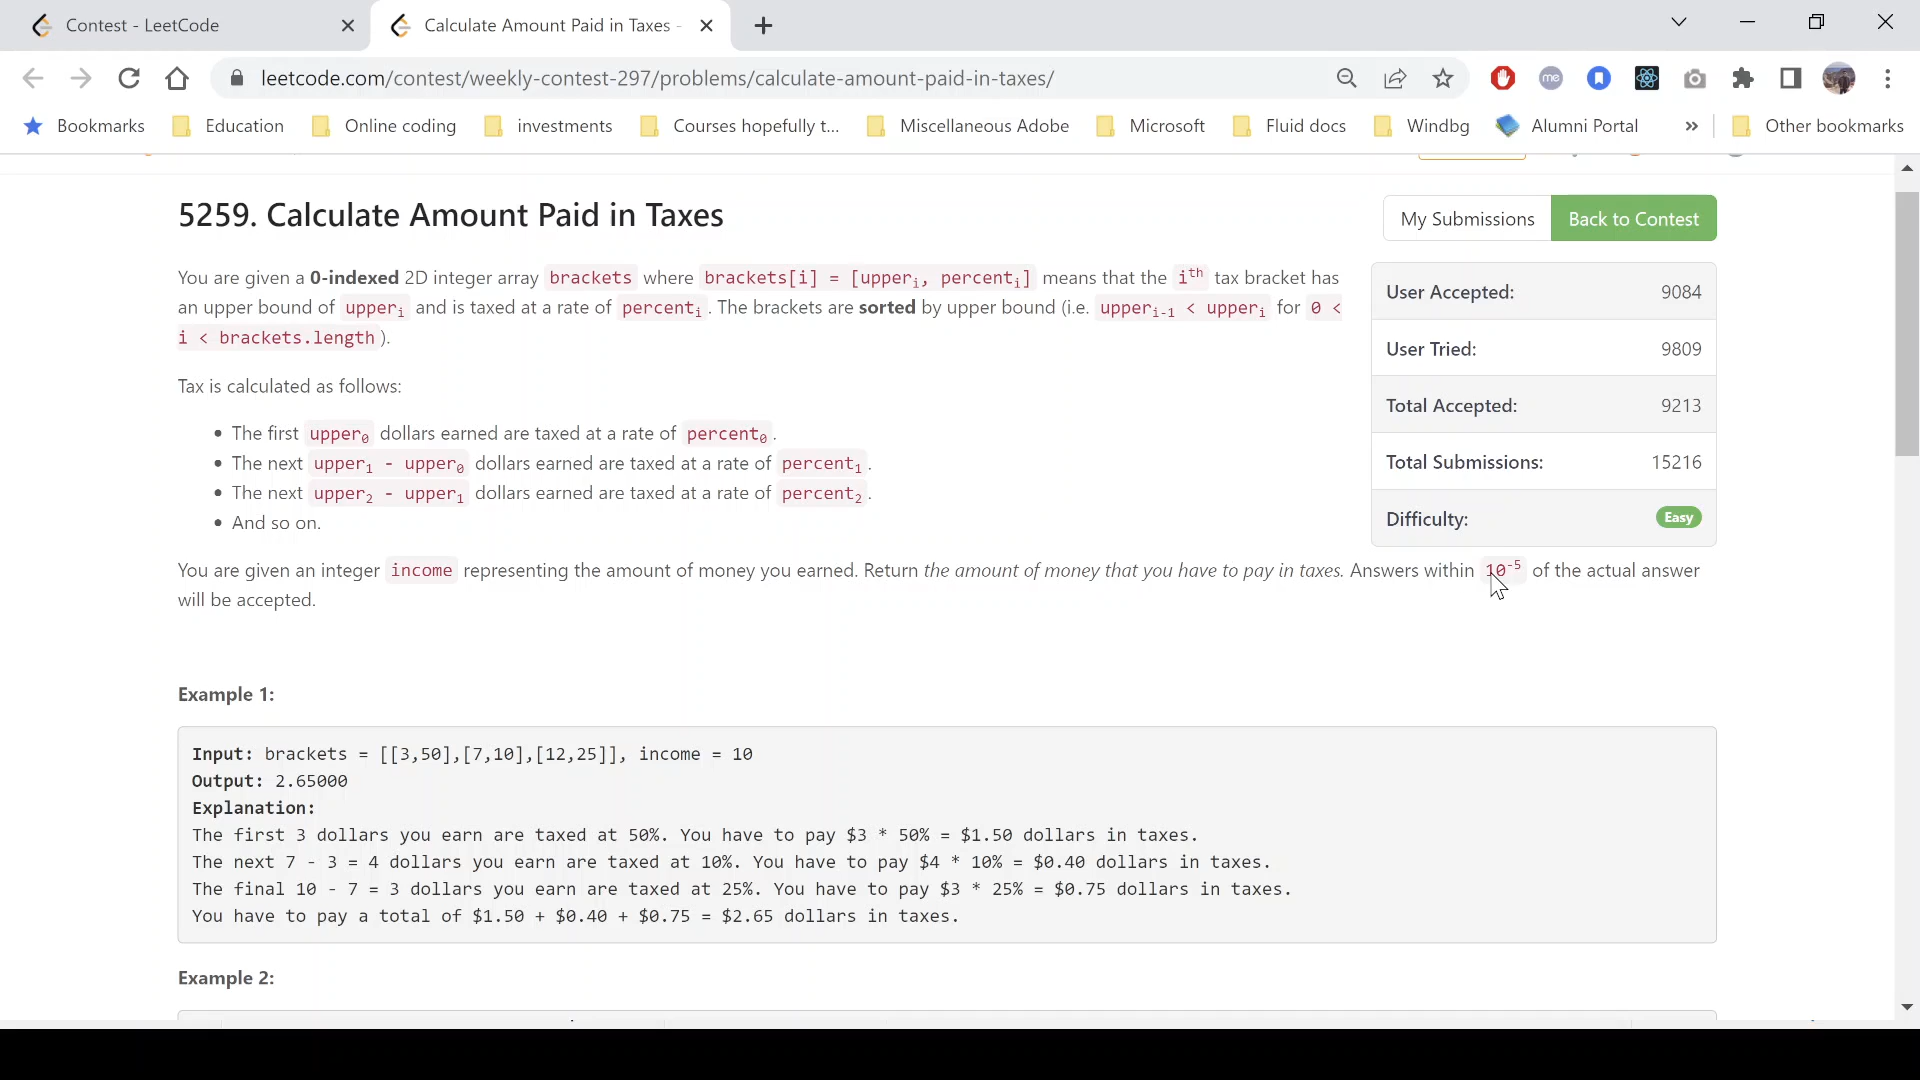 Contest - LeetCode
Calculate Amount Paid in Taxes -
leetcode.com/contest/weekly-contest-297/problems/calculate-amount-paid-in-taxes/
me
Bookmarks Education Online coding investments Courses hopefully t... Miscellaneous Adobe Microsoft Fluid docs Windbg Alumni Portal » Other bookmarks
5259. Calculate Amount Paid in Taxes
My Submissions Back to Contest
You are given a 0-indexed 2D integer array brackets where brackets[i] = [upperᵢ, percentᵢ] means that the iᵗʰ tax bracket has
an upper bound of upperᵢ and is taxed at a rate of percentᵢ. The brackets are sorted by upper bound (i.e. upperᵢ₋₁ < upperᵢ for 0 <
i < brackets.length).
Tax is calculated as follows:
• The first upper₀ dollars earned are taxed at a rate of percent₀.
• The next upper₁ - upper₀ dollars earned are taxed at a rate of percent₁.
• The next upper₂ - upper₁ dollars earned are taxed at a rate of percent₂.
• And so on.
User Accepted: 9084
User Tried: 9809
Total Accepted: 9213
Total Submissions: 15216
Difficulty: Easy
You are given an integer income representing the amount of money you earned. Return the amount of money that you have to pay in taxes. Answers within 10⁻⁵ of the actual answer
will be accepted.
Example 1:
Input: brackets = [[3,50],[7,10],[12,25]], income = 10
Output: 2.65000
Explanation:
The first 3 dollars you earn are taxed at 50%. You have to pay $3 * 50% = $1.50 dollars in taxes.
The next 7 - 3 = 4 dollars you earn are taxed at 10%. You have to pay $4 * 10% = $0.40 dollars in taxes.
The final 10 - 7 = 3 dollars you earn are taxed at 25%. You have to pay $3 * 25% = $0.75 dollars in taxes.
You have to pay a total of $1.50 + $0.40 + $0.75 = $2.65 dollars in taxes.
Example 2: